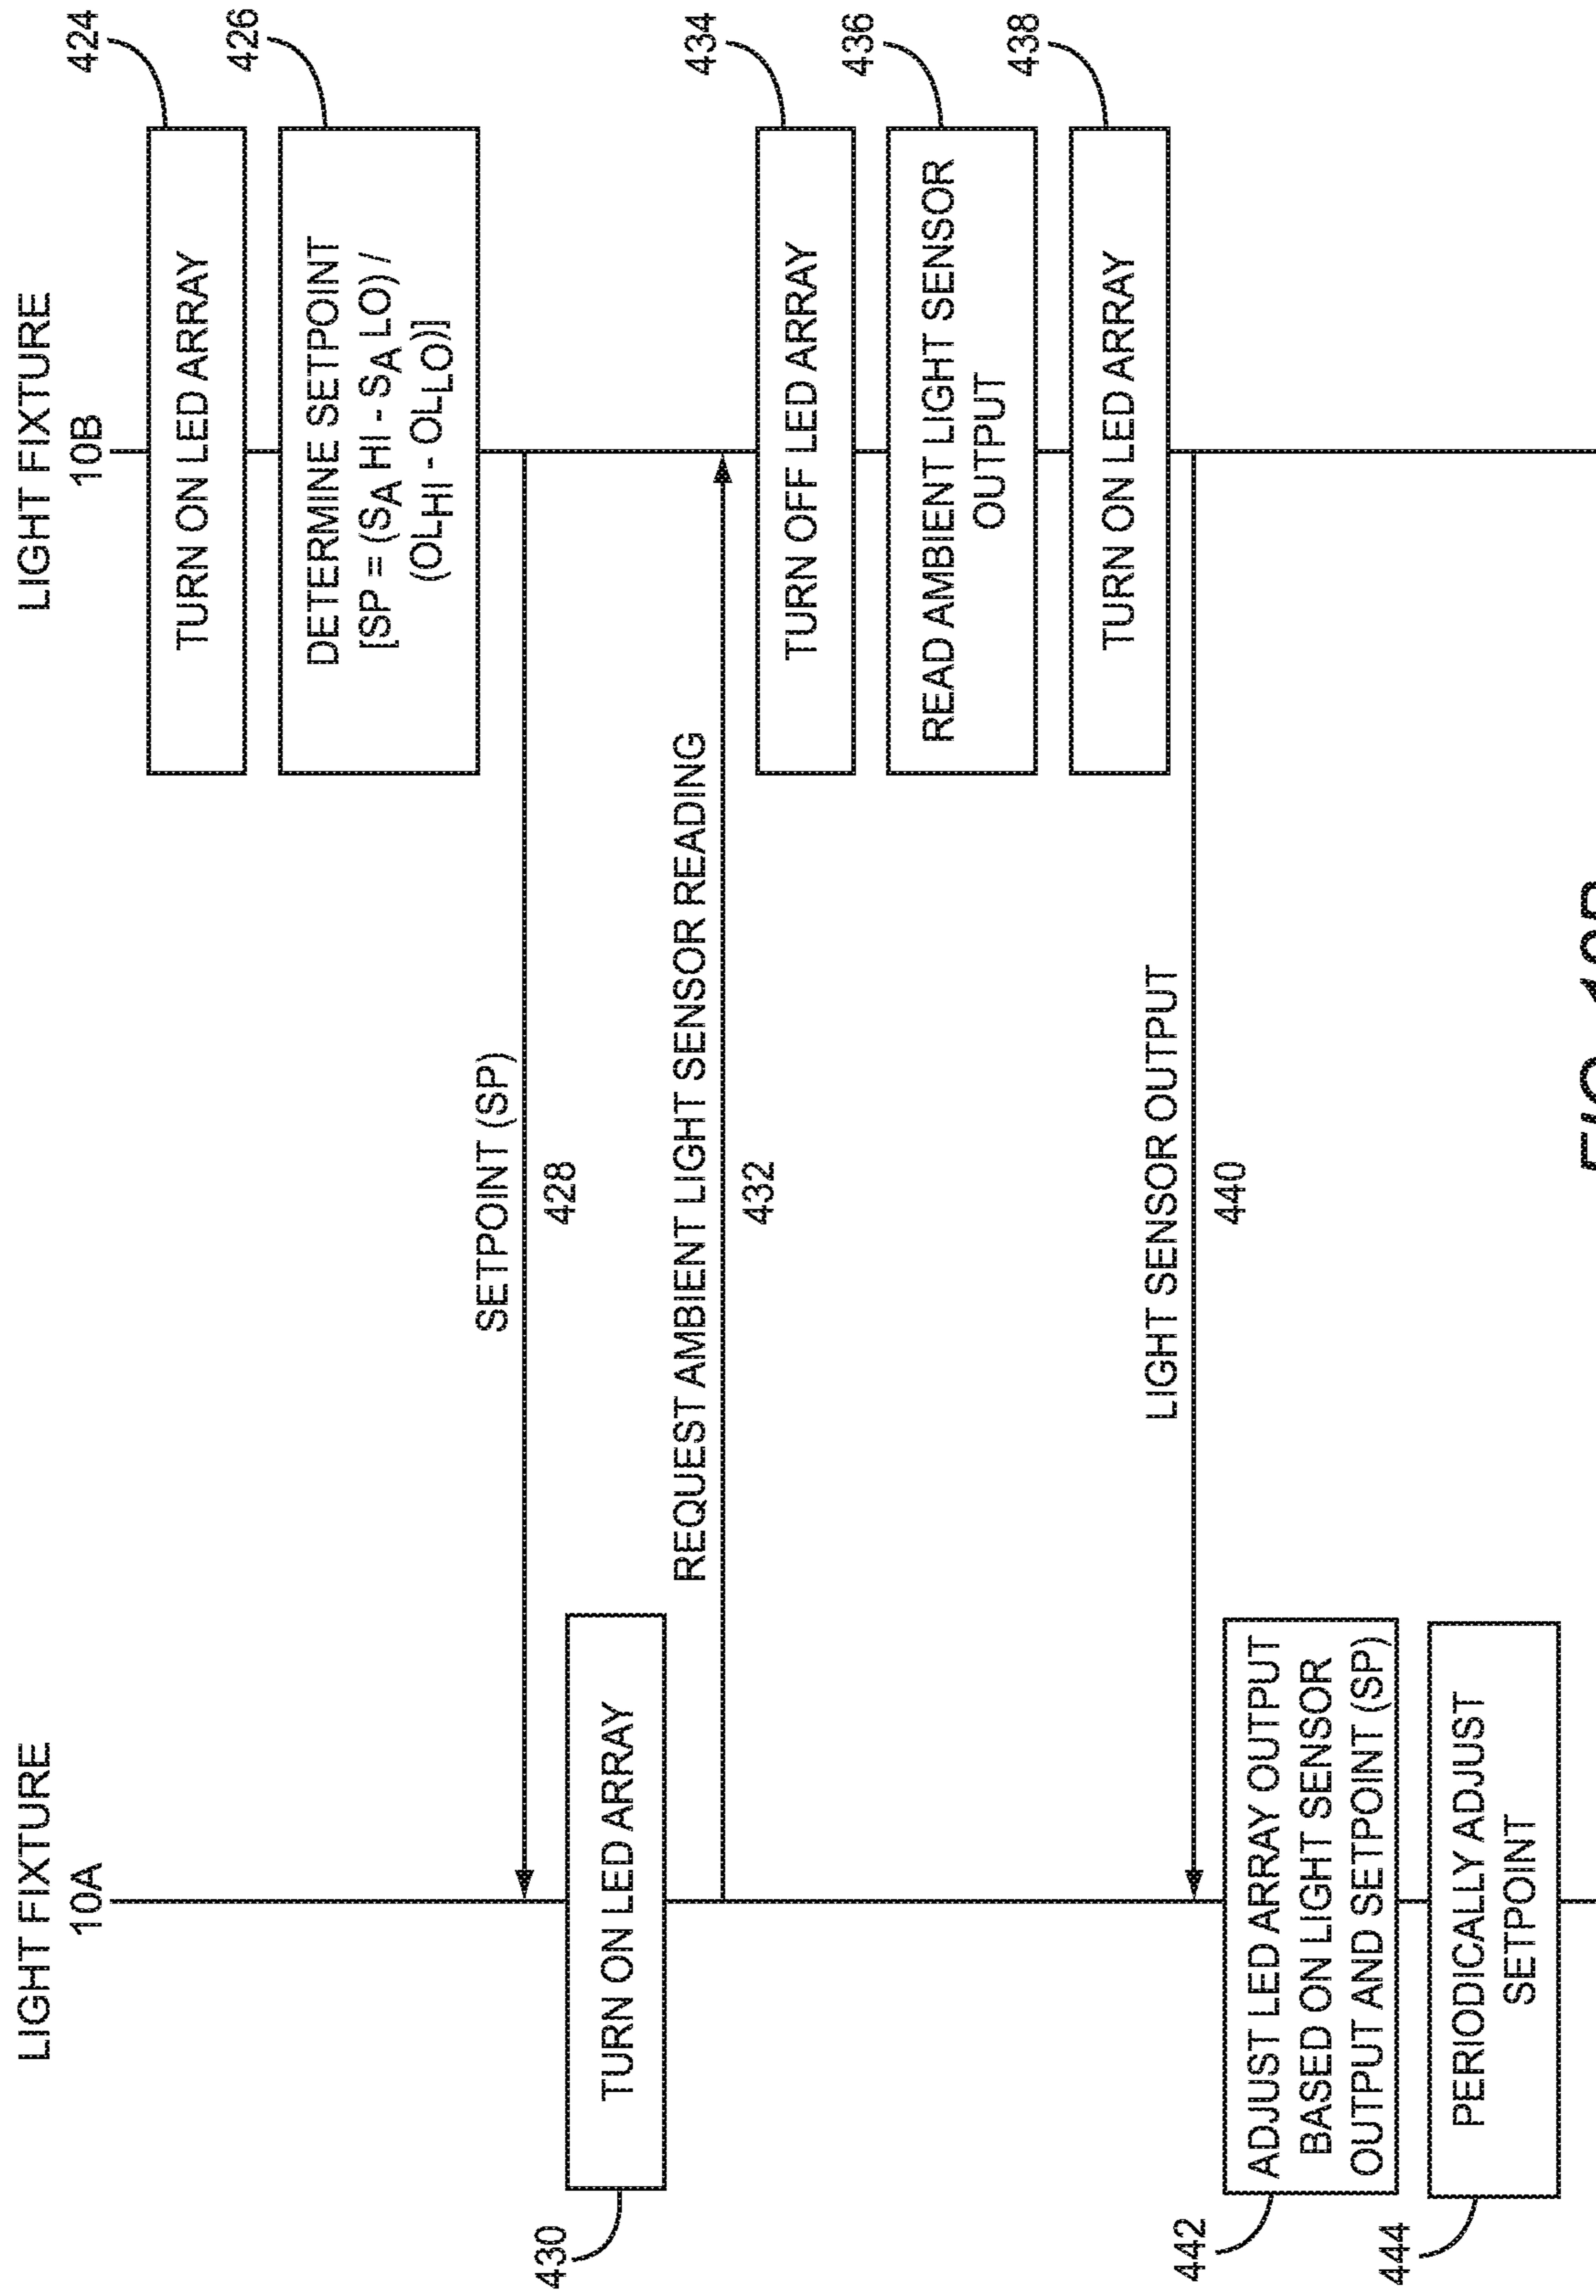 LIGHT FIXTURE
10A
LIGHT FIXTURE
10B
TURN ON LED ARRAY
424
DETERMINE SETPOINT
[SP = (SA HI - SA LO) /
(OLHI - OLLO)]
426
SETPOINT (SP)
428
TURN ON LED ARRAY
430
REQUEST AMBIENT LIGHT SENSOR READING
432
TURN OFF LED ARRAY
434
READ AMBIENT LIGHT SENSOR
OUTPUT
436
TURN ON LED ARRAY
438
LIGHT SENSOR OUTPUT
440
ADJUST LED ARRAY OUTPUT
BASED ON LIGHT SENSOR
OUTPUT AND SETPOINT (SP)
442
PERIODICALLY ADJUST
SETPOINT
444